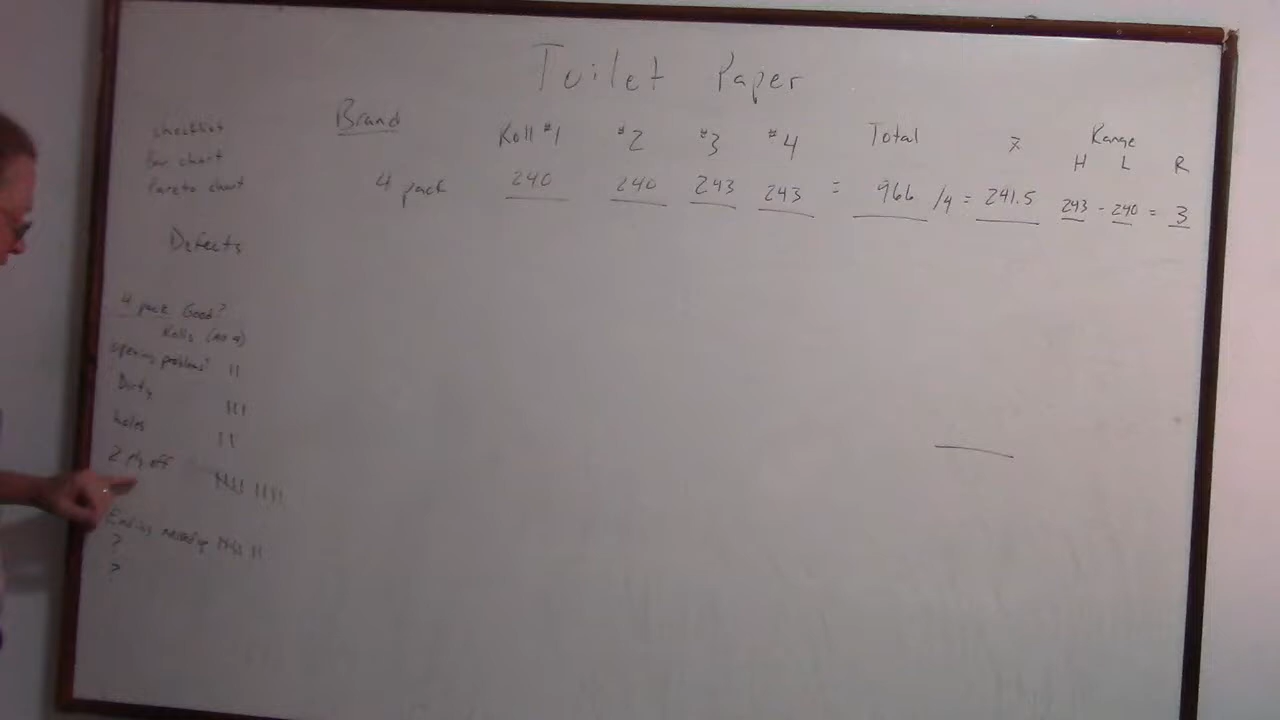 Toilet Paper
Brand Roll #1 #2 #3 #4 Total x̄ Range
H L R
4 pack 240 240 243 243 = 966 /4 = 241.5 243 - 240 = 3
checklist
Bar chart
Pareto chart
Defects
4 pack Good?
Rolls (no 4)
opening problems? ||
Dirty |||
holes ||
2 ply off |||| ||||
Ending messed up |||| ||
?
?